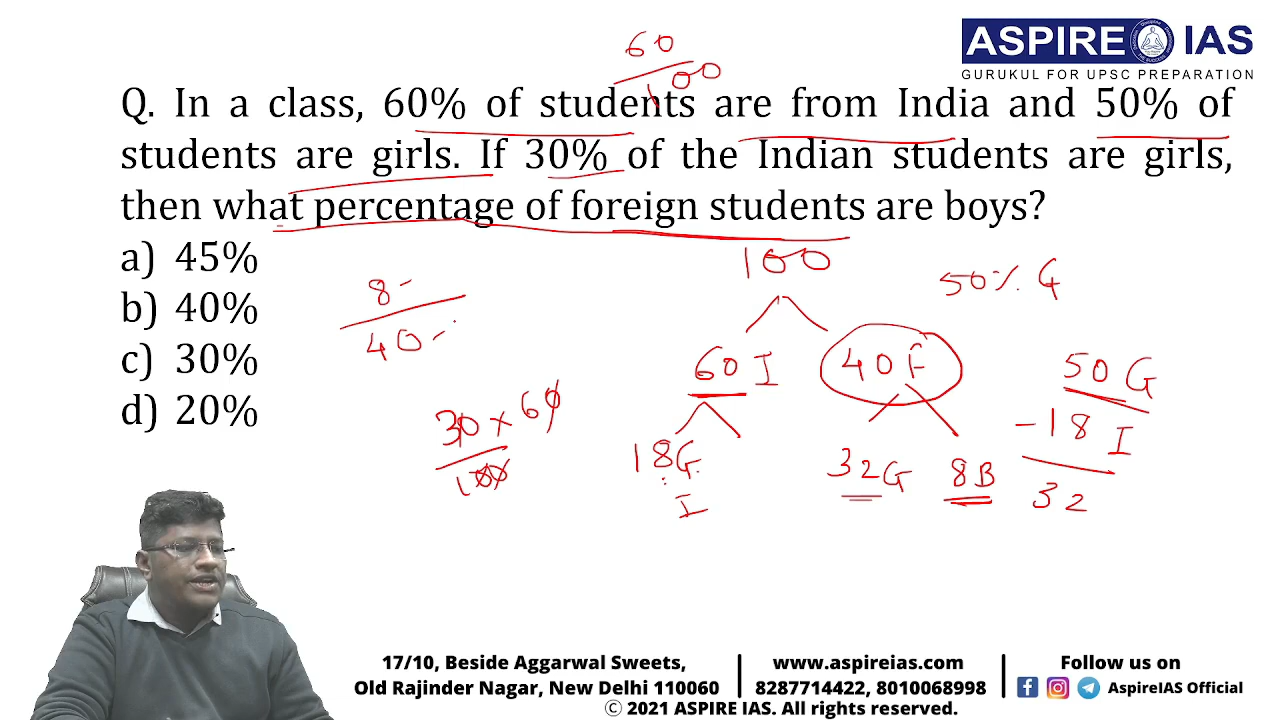 ASPIRE IAS
GURUKUL FOR UPSC PREPARATION
60
100
Q. In a class, 60% of students are from India and 50% of
students are girls. If 30% of the Indian students are girls,
then what percentage of foreign students are boys?
a) 45%
b) 40%
c) 30%
d) 20%
100
50% G
8
40
60 I
40 F
50 G
-18 I
32
30 x 60
100
18G
I
32G
8B
17/10, Beside Aggarwal Sweets,
Old Rajinder Nagar, New Delhi 110060
www.aspireias.com
8287714422, 8010068998
Follow us on
AspireIAS Official
© 2021 ASPIRE IAS. All rights reserved.